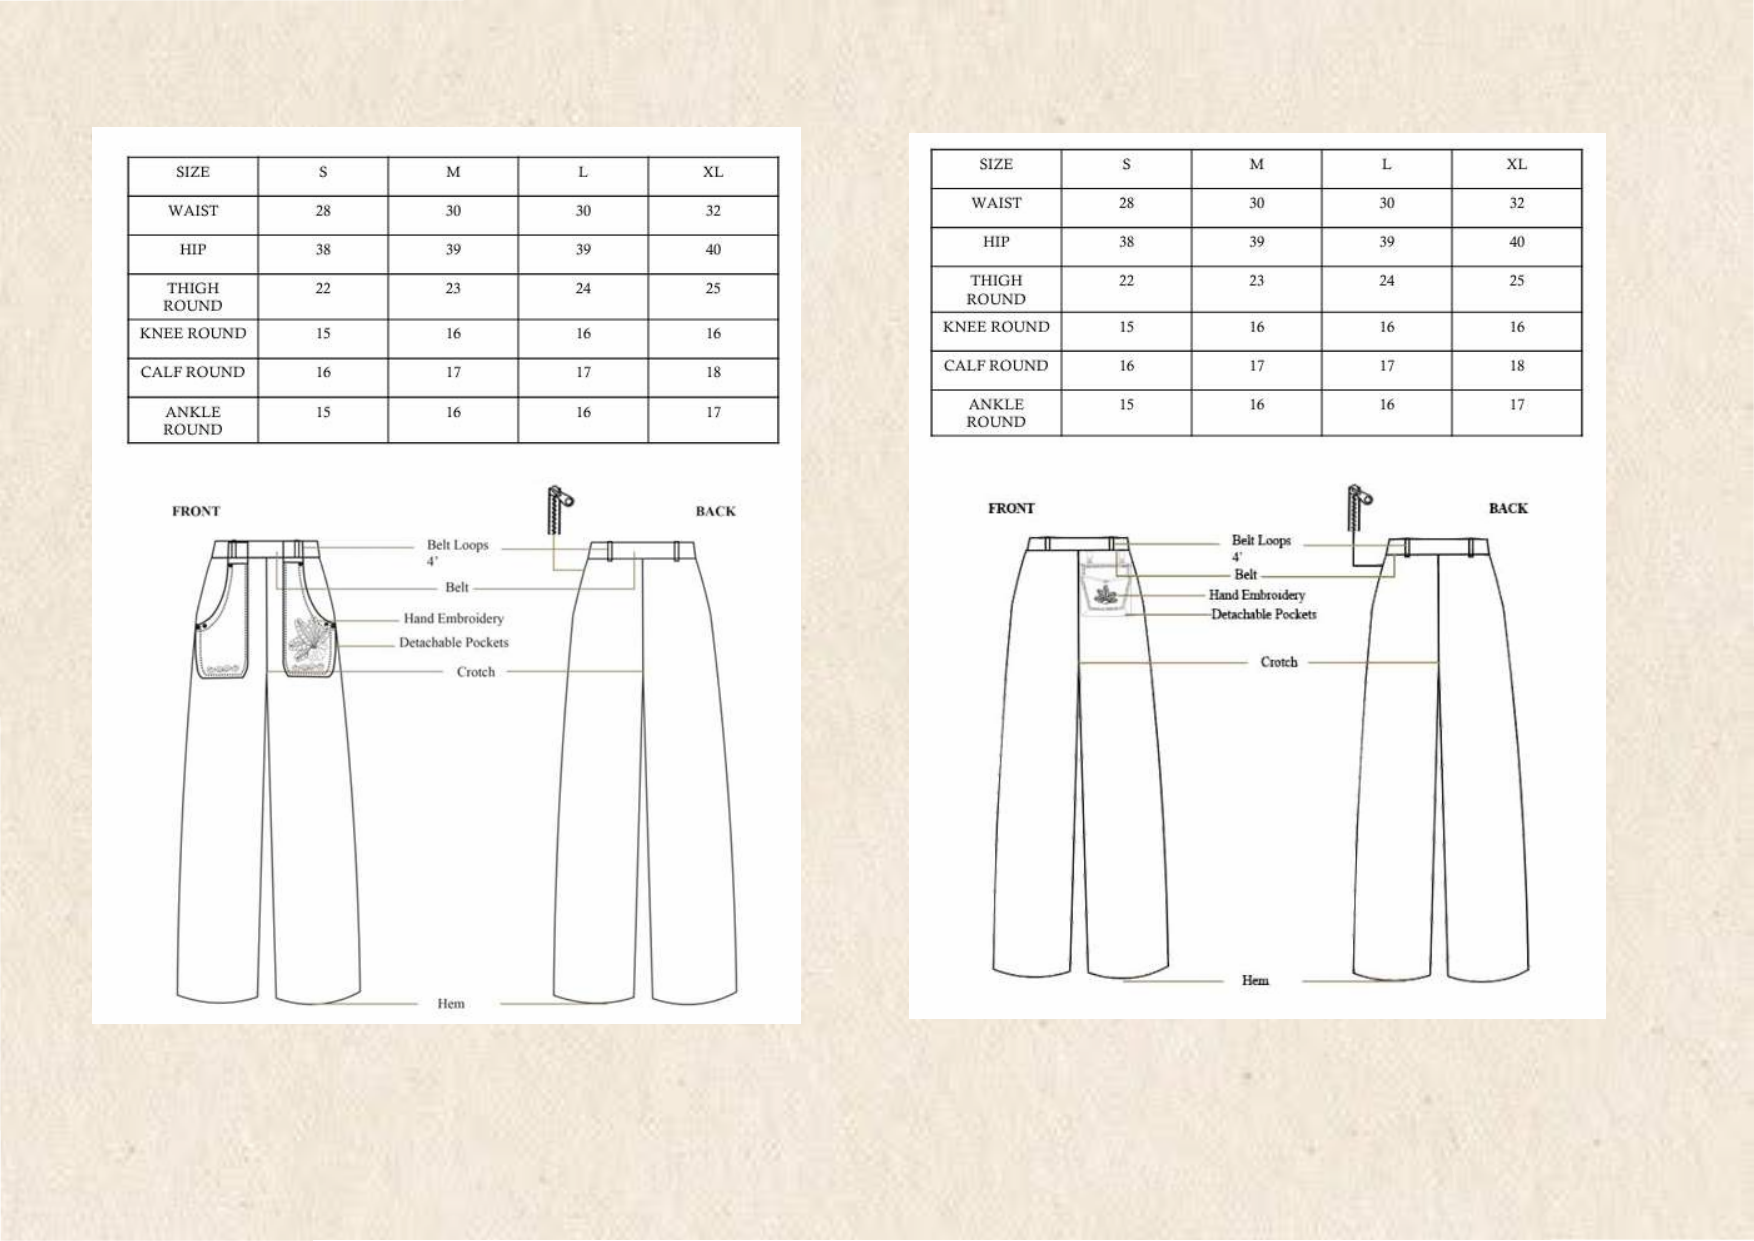 SIZE S M L XL
WAIST 28 30 30 32
HIP 38 39 39 40
THIGH 22 23 24 25
ROUND
KNEE ROUND 15 16 16 16
CALF ROUND 16 17 17 18
ANKLE 15 16 16 17
ROUND
FRONT
BACK
Belt Loops
4’
Belt
Hand Embroidery
Detachable Pockets
Crotch
Hem
SIZE S M L XL
WAIST 28 30 30 32
HIP 38 39 39 40
THIGH 22 23 24 25
ROUND
KNEE ROUND 15 16 16 16
CALF ROUND 16 17 17 18
ANKLE 15 16 16 17
ROUND
FRONT
BACK
Belt Loops
4’
Belt
Hand Embroidery
Detachable Pockets
Crotch
Hem